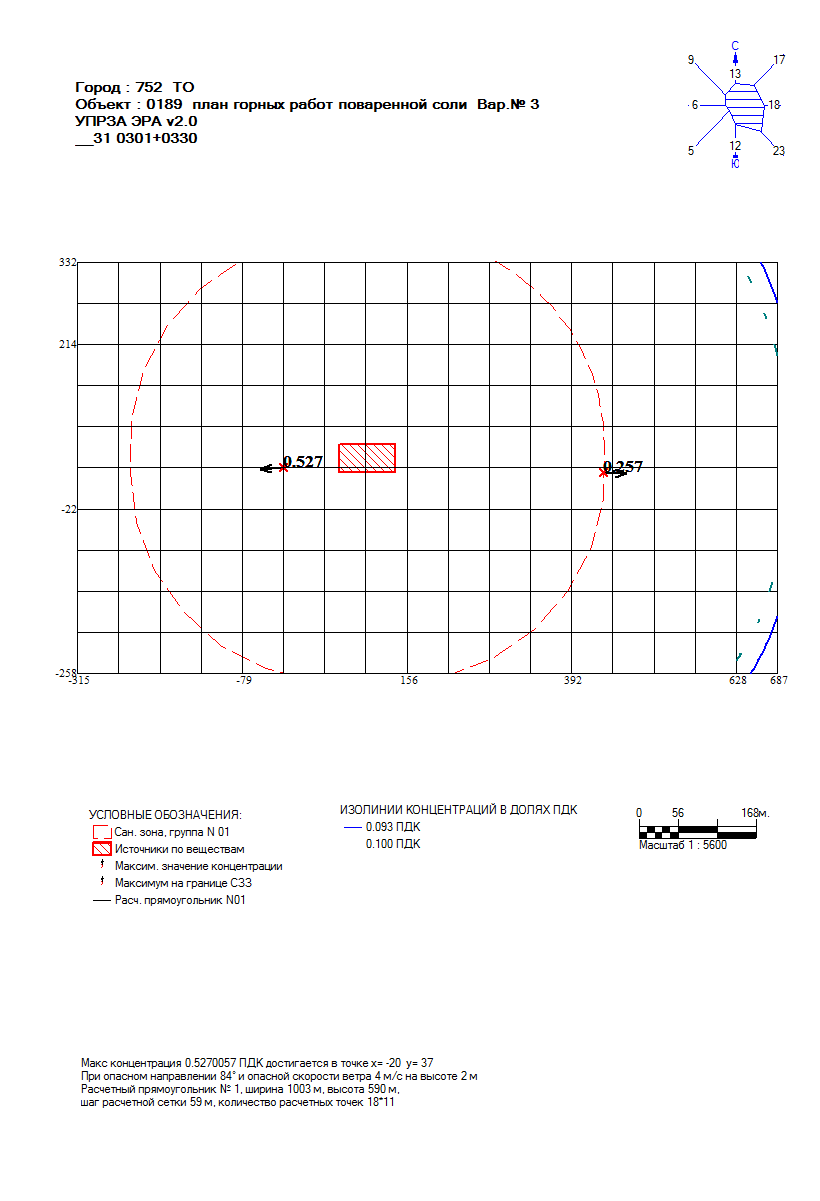 Город : 752 ТО
Объект : 0189 план горных работ поваренной соли Вар.№ 3
УПРЗА ЭРА v2.0
__31 0301+0330
С
9
17
13
6
18
12
5
23
Ю
332
214
-22
-258
0.527
0.257
-315
-79
156
392
628
687
УСЛОВНЫЕ ОБОЗНАЧЕНИЯ:
Сан. зона, группа N 01
Источники по веществам
Максим. значение концентрации
Максимум на границе СЗЗ
Расч. прямоугольник N01
ИЗОЛИНИИ КОНЦЕНТРАЦИЙ В ДОЛЯХ ПДК
0.093 ПДК
0.100 ПДК
0 56 168м.
Масштаб 1 : 5600
Макс концентрация 0.5270057 ПДК достигается в точке x= -20 y= 37
При опасном направлении 84° и опасной скорости ветра 4 м/с на высоте 2 м
Расчетный прямоугольник № 1, ширина 1003 м, высота 590 м,
шаг расчетной сетки 59 м, количество расчетных точек 18*11